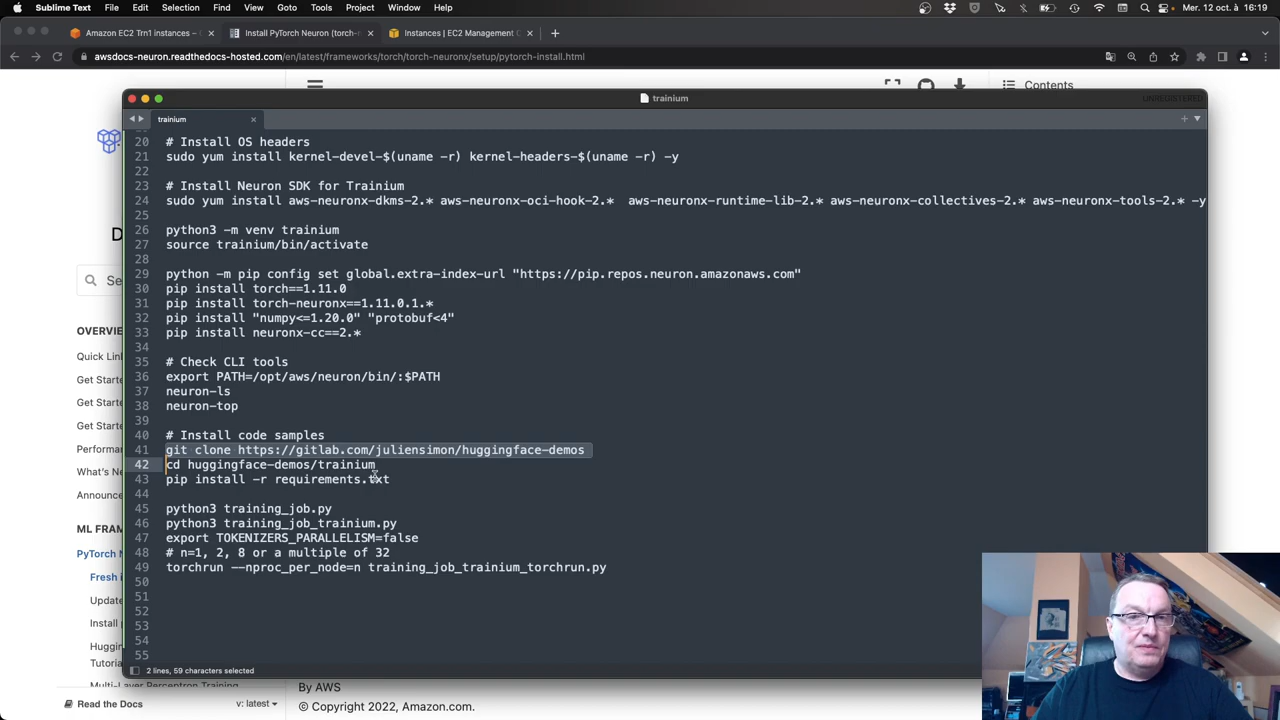 Sublime Text File Edit Selection Find View Goto Tools Project Window Help Mer. 12 oct. à 16:19
Amazon EC2 Trn1 instances – Install PyTorch Neuron (torch- Instances | EC2 Management C
awsdocs-neuron.readthedocs-hosted.com/en/latest/frameworks/torch/torch-neuronx/setup/pytorch-install.html
Contents
trainium
UNREGISTERED
trainium
20 # Install OS headers
21 sudo yum install kernel-devel-$(uname -r) kernel-headers-$(uname -r) -y
22
23 # Install Neuron SDK for Trainium
24 sudo yum install aws-neuronx-dkms-2.* aws-neuronx-oci-hook-2.*  aws-neuronx-runtime-lib-2.* aws-neuronx-collectives-2.* aws-neuronx-tools-2.* -y
25
26 python3 -m venv trainium
27 source trainium/bin/activate
28
29 python -m pip config set global.extra-index-url "https://pip.repos.neuron.amazonaws.com"
30 pip install torch==1.11.0
31 pip install torch-neuronx==1.11.0.1.*
32 pip install "numpy<=1.20.0" "protobuf<4"
33 pip install neuronx-cc==2.*
34
35 # Check CLI tools
36 export PATH=/opt/aws/neuron/bin/:$PATH
37 neuron-ls
38 neuron-top
39
40 # Install code samples
41 git clone https://gitlab.com/juliensimon/huggingface-demos
42 cd huggingface-demos/trainium
43 pip install -r requirements.txt
44
45 python3 training_job.py
46 python3 training_job_trainium.py
47 export TOKENIZERS_PARALLELISM=false
48 # n=1, 2, 8 or a multiple of 32
49 torchrun --nproc_per_node=n training_job_trainium_torchrun.py
50
51
52
53
54
55
2 lines, 59 characters selected
D
Se
OVERVIE
Quick Link
Get Starte
Get Starte
Get Starte
Performan
What's Ne
Announce
ML FRAM
PyTorch N
Fresh i
Update
Install p
Huggin
Tutoria
Multi-Layer Perceptron Training
Read the Docs v: latest
By AWS
© Copyright 2022, Amazon.com.